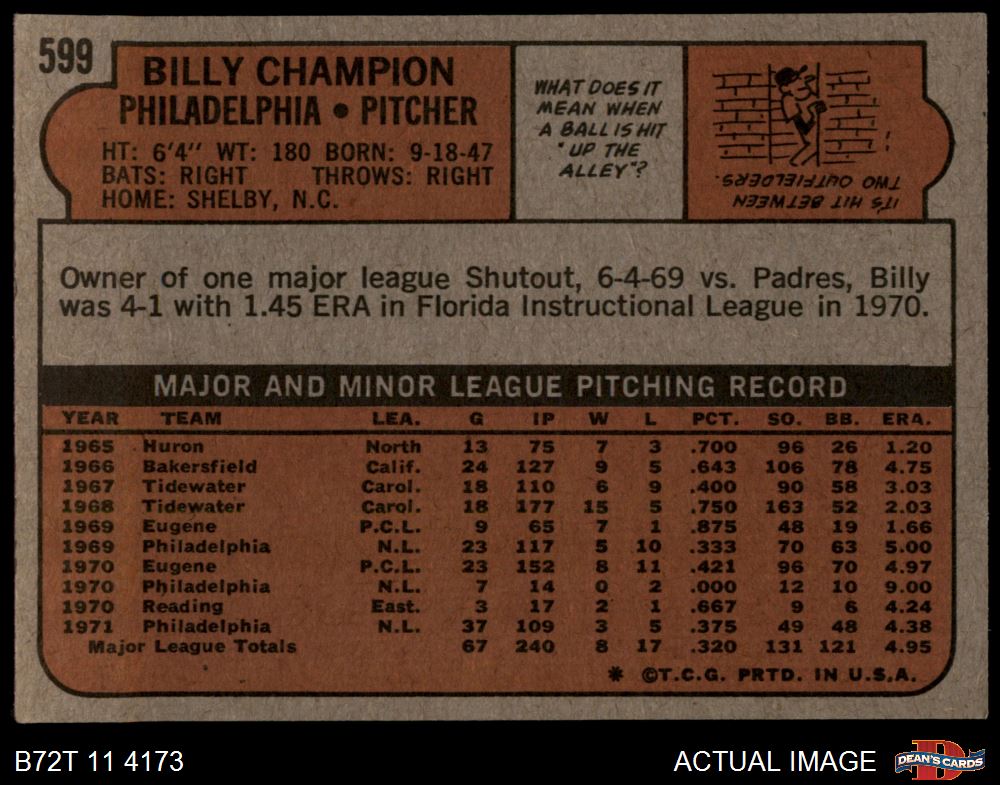 599
BILLY CHAMPION
PHILADELPHIA • PITCHER
HT: 6'4" WT: 180 BORN: 9-18-47
BATS: RIGHT THROWS: RIGHT
HOME: SHELBY, N.C.
WHAT DOES IT
MEAN WHEN
A BALL IS HIT
"UP THE
ALLEY"?
IT'S HIT BETWEEN
TWO OUTFIELDERS.
Owner of one major league Shutout, 6-4-69 vs. Padres, Billy
was 4-1 with 1.45 ERA in Florida Instructional League in 1970.
MAJOR AND MINOR LEAGUE PITCHING RECORD
YEAR TEAM LEA. G IP W L PCT. SO. BB. ERA.
1965 Huron North 13 75 7 3 .700 96 26 1.20
1966 Bakersfield Calif. 24 127 9 5 .643 106 78 4.75
1967 Tidewater Carol. 18 110 6 9 .400 90 58 3.03
1968 Tidewater Carol. 18 177 15 5 .750 163 52 2.03
1969 Eugene P.C.L. 9 65 7 1 .875 48 19 1.66
1969 Philadelphia N.L. 23 117 5 10 .333 70 63 5.00
1970 Eugene P.C.L. 23 152 8 11 .421 96 70 4.97
1970 Philadelphia N.L. 7 14 0 2 .000 12 10 9.00
1970 Reading East. 3 17 2 1 .667 9 6 4.24
1971 Philadelphia N.L. 37 109 3 5 .375 49 48 4.38
Major League Totals 67 240 8 17 .320 131 121 4.95
* ©T.C.G. PRTD. IN U.S.A.
B72T 11 4173
ACTUAL IMAGE
D
DEAN'S CARDS